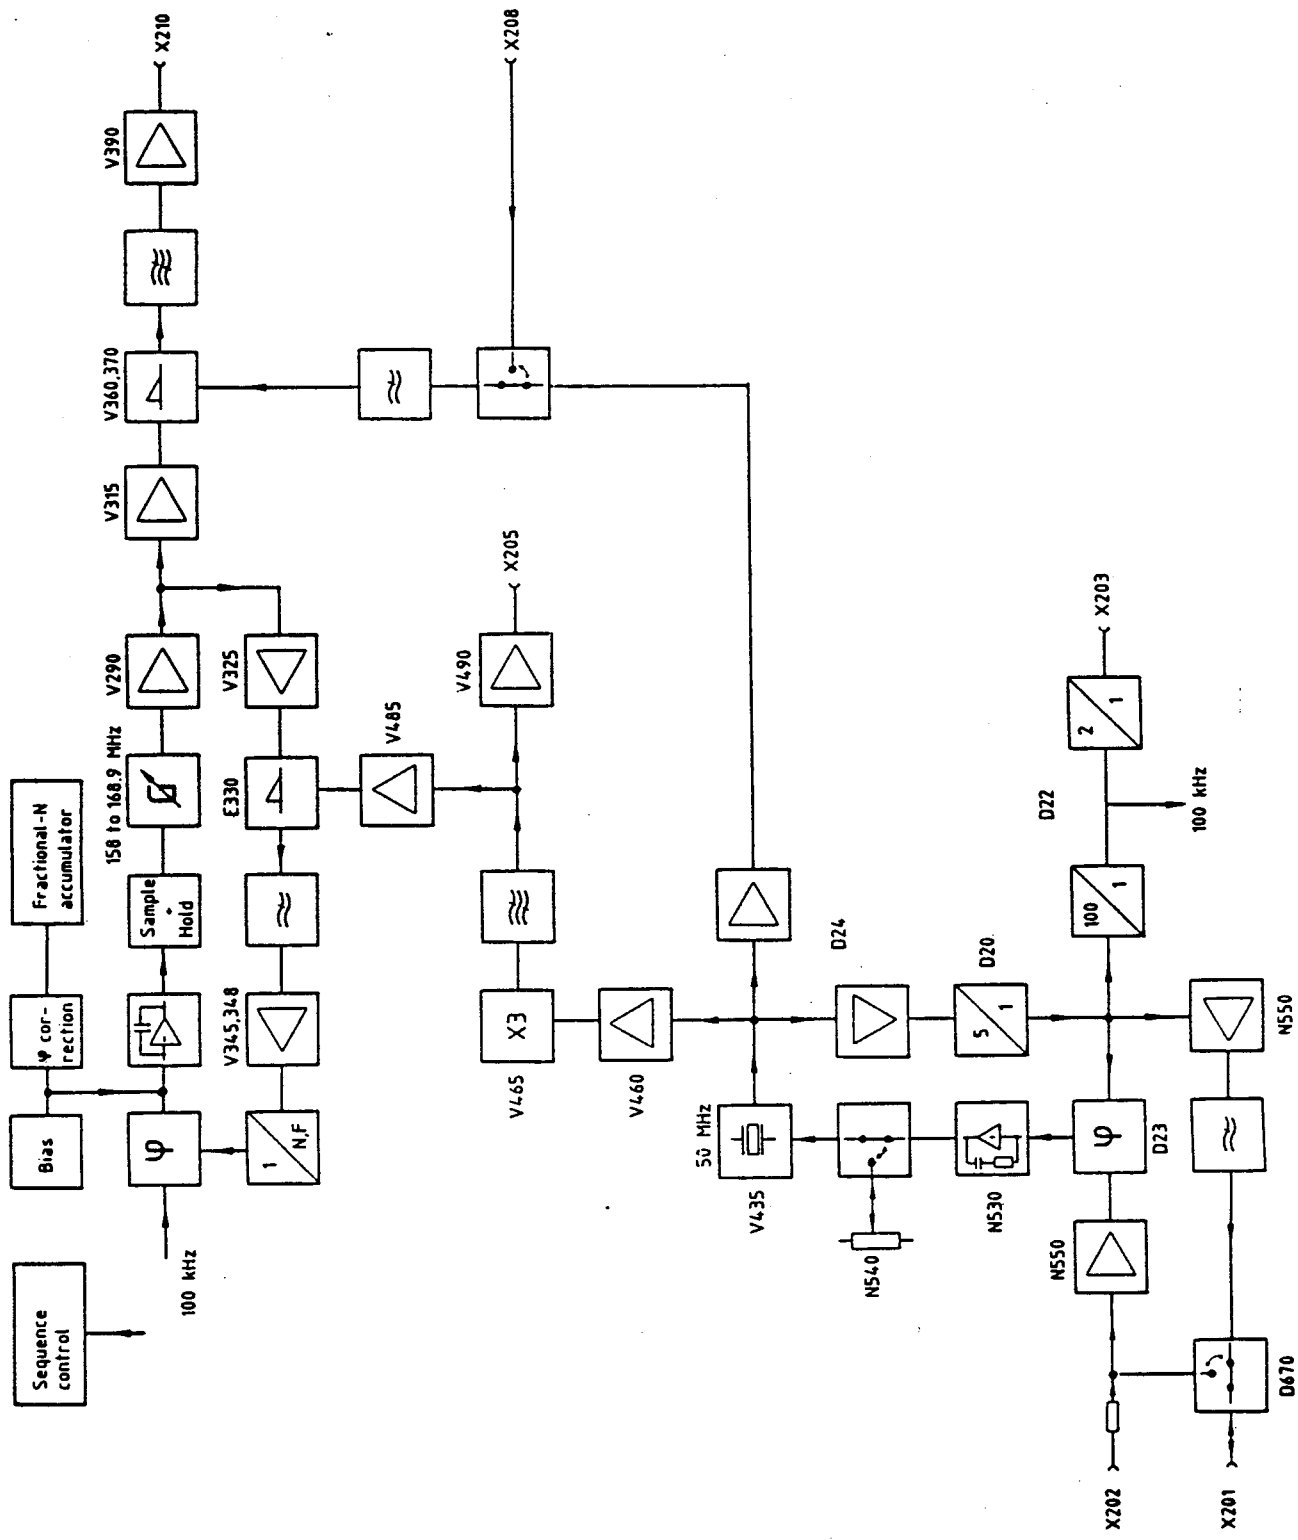 Sequence
control
Bias
φ cor-
rection
Fractional-N
accumulator
100 kHz
φ
Sample
+
Hold
158 to 168.9 MHz
V290
V315
V360,370
V390
X210
1
N,F
V345,348
E330
V325
V485
V465
X3
V490
X205
X208
V460
50 MHz
V435
N540
D24
N530
5
1
D20
N550
φ
D23
100
1
D22
100 kHz
2
1
X203
N550
X202
X201
D670